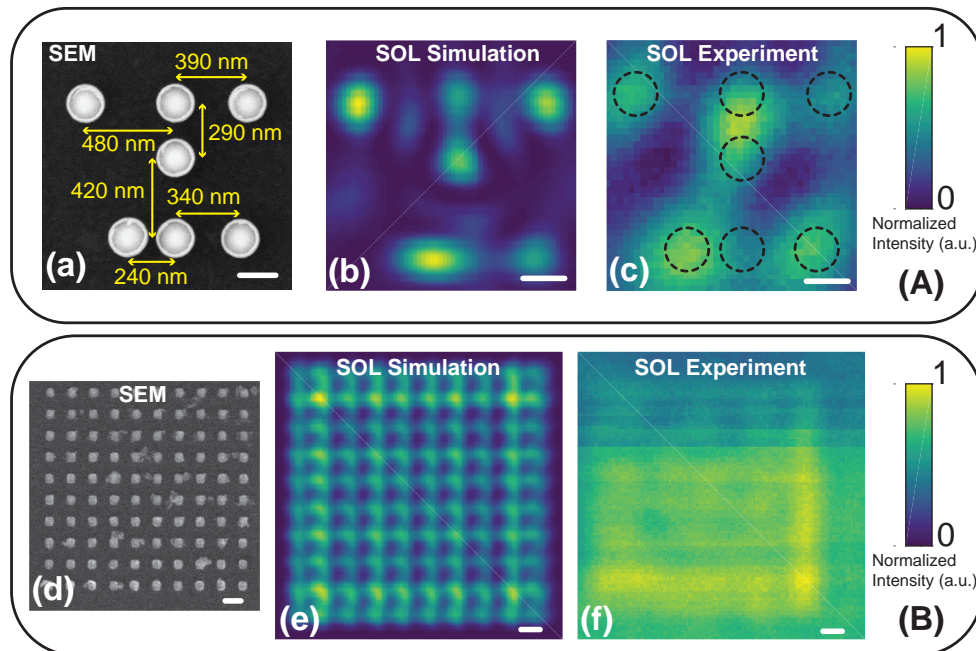 SEM
390 nm
290 nm
480 nm
420 nm
340 nm
240 nm
(a)
SOL Simulation
(b)
SOL Experiment
(c)
1
0
Normalized
Intensity (a.u.)
(A)
SEM
(d)
SOL Simulation
(e)
SOL Experiment
(f)
1
0
Normalized
Intensity (a.u.)
(B)